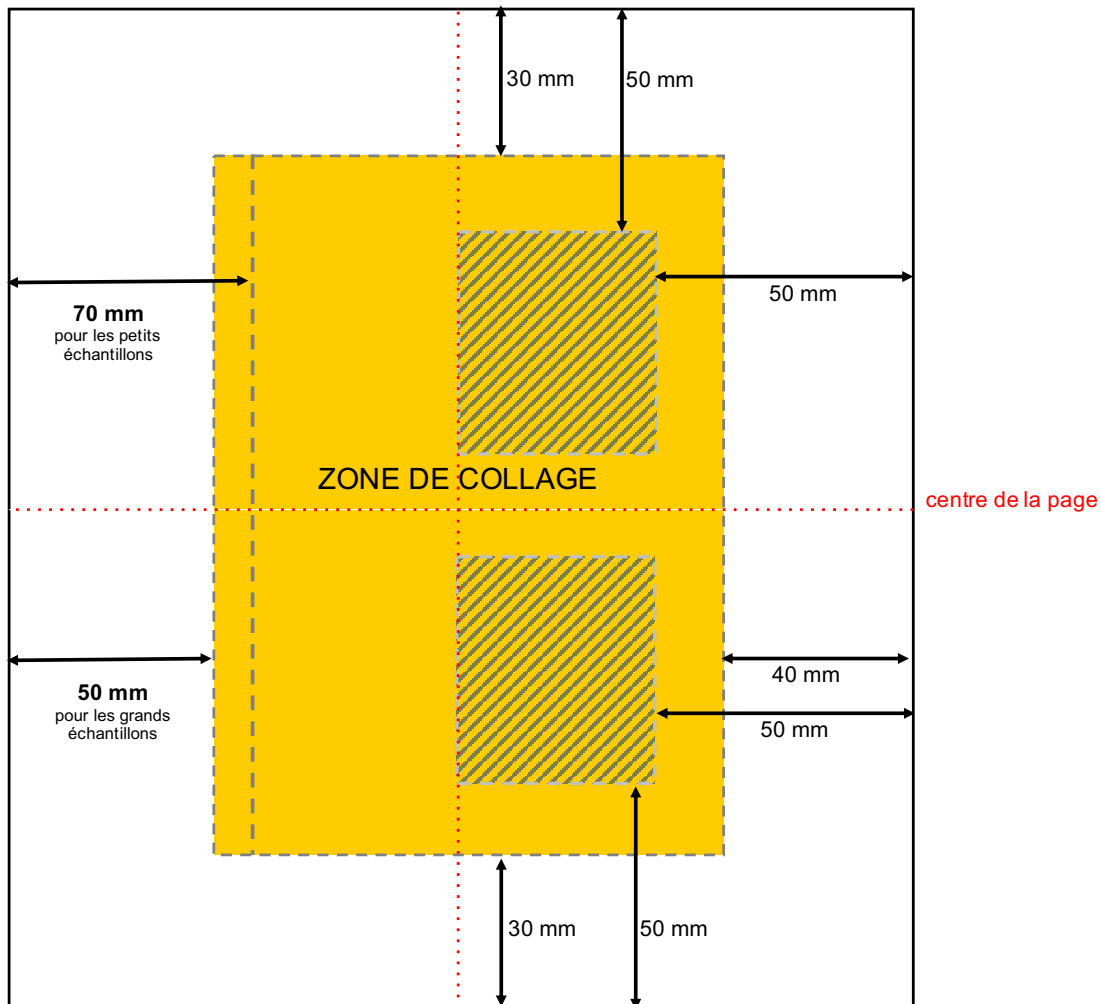 30 mm
50 mm
50 mm
70 mm
pour les petits
échantillons
ZONE DE COLLAGE
centre de la page
50 mm
pour les grands
échantillons
40 mm
50 mm
30 mm
50 mm